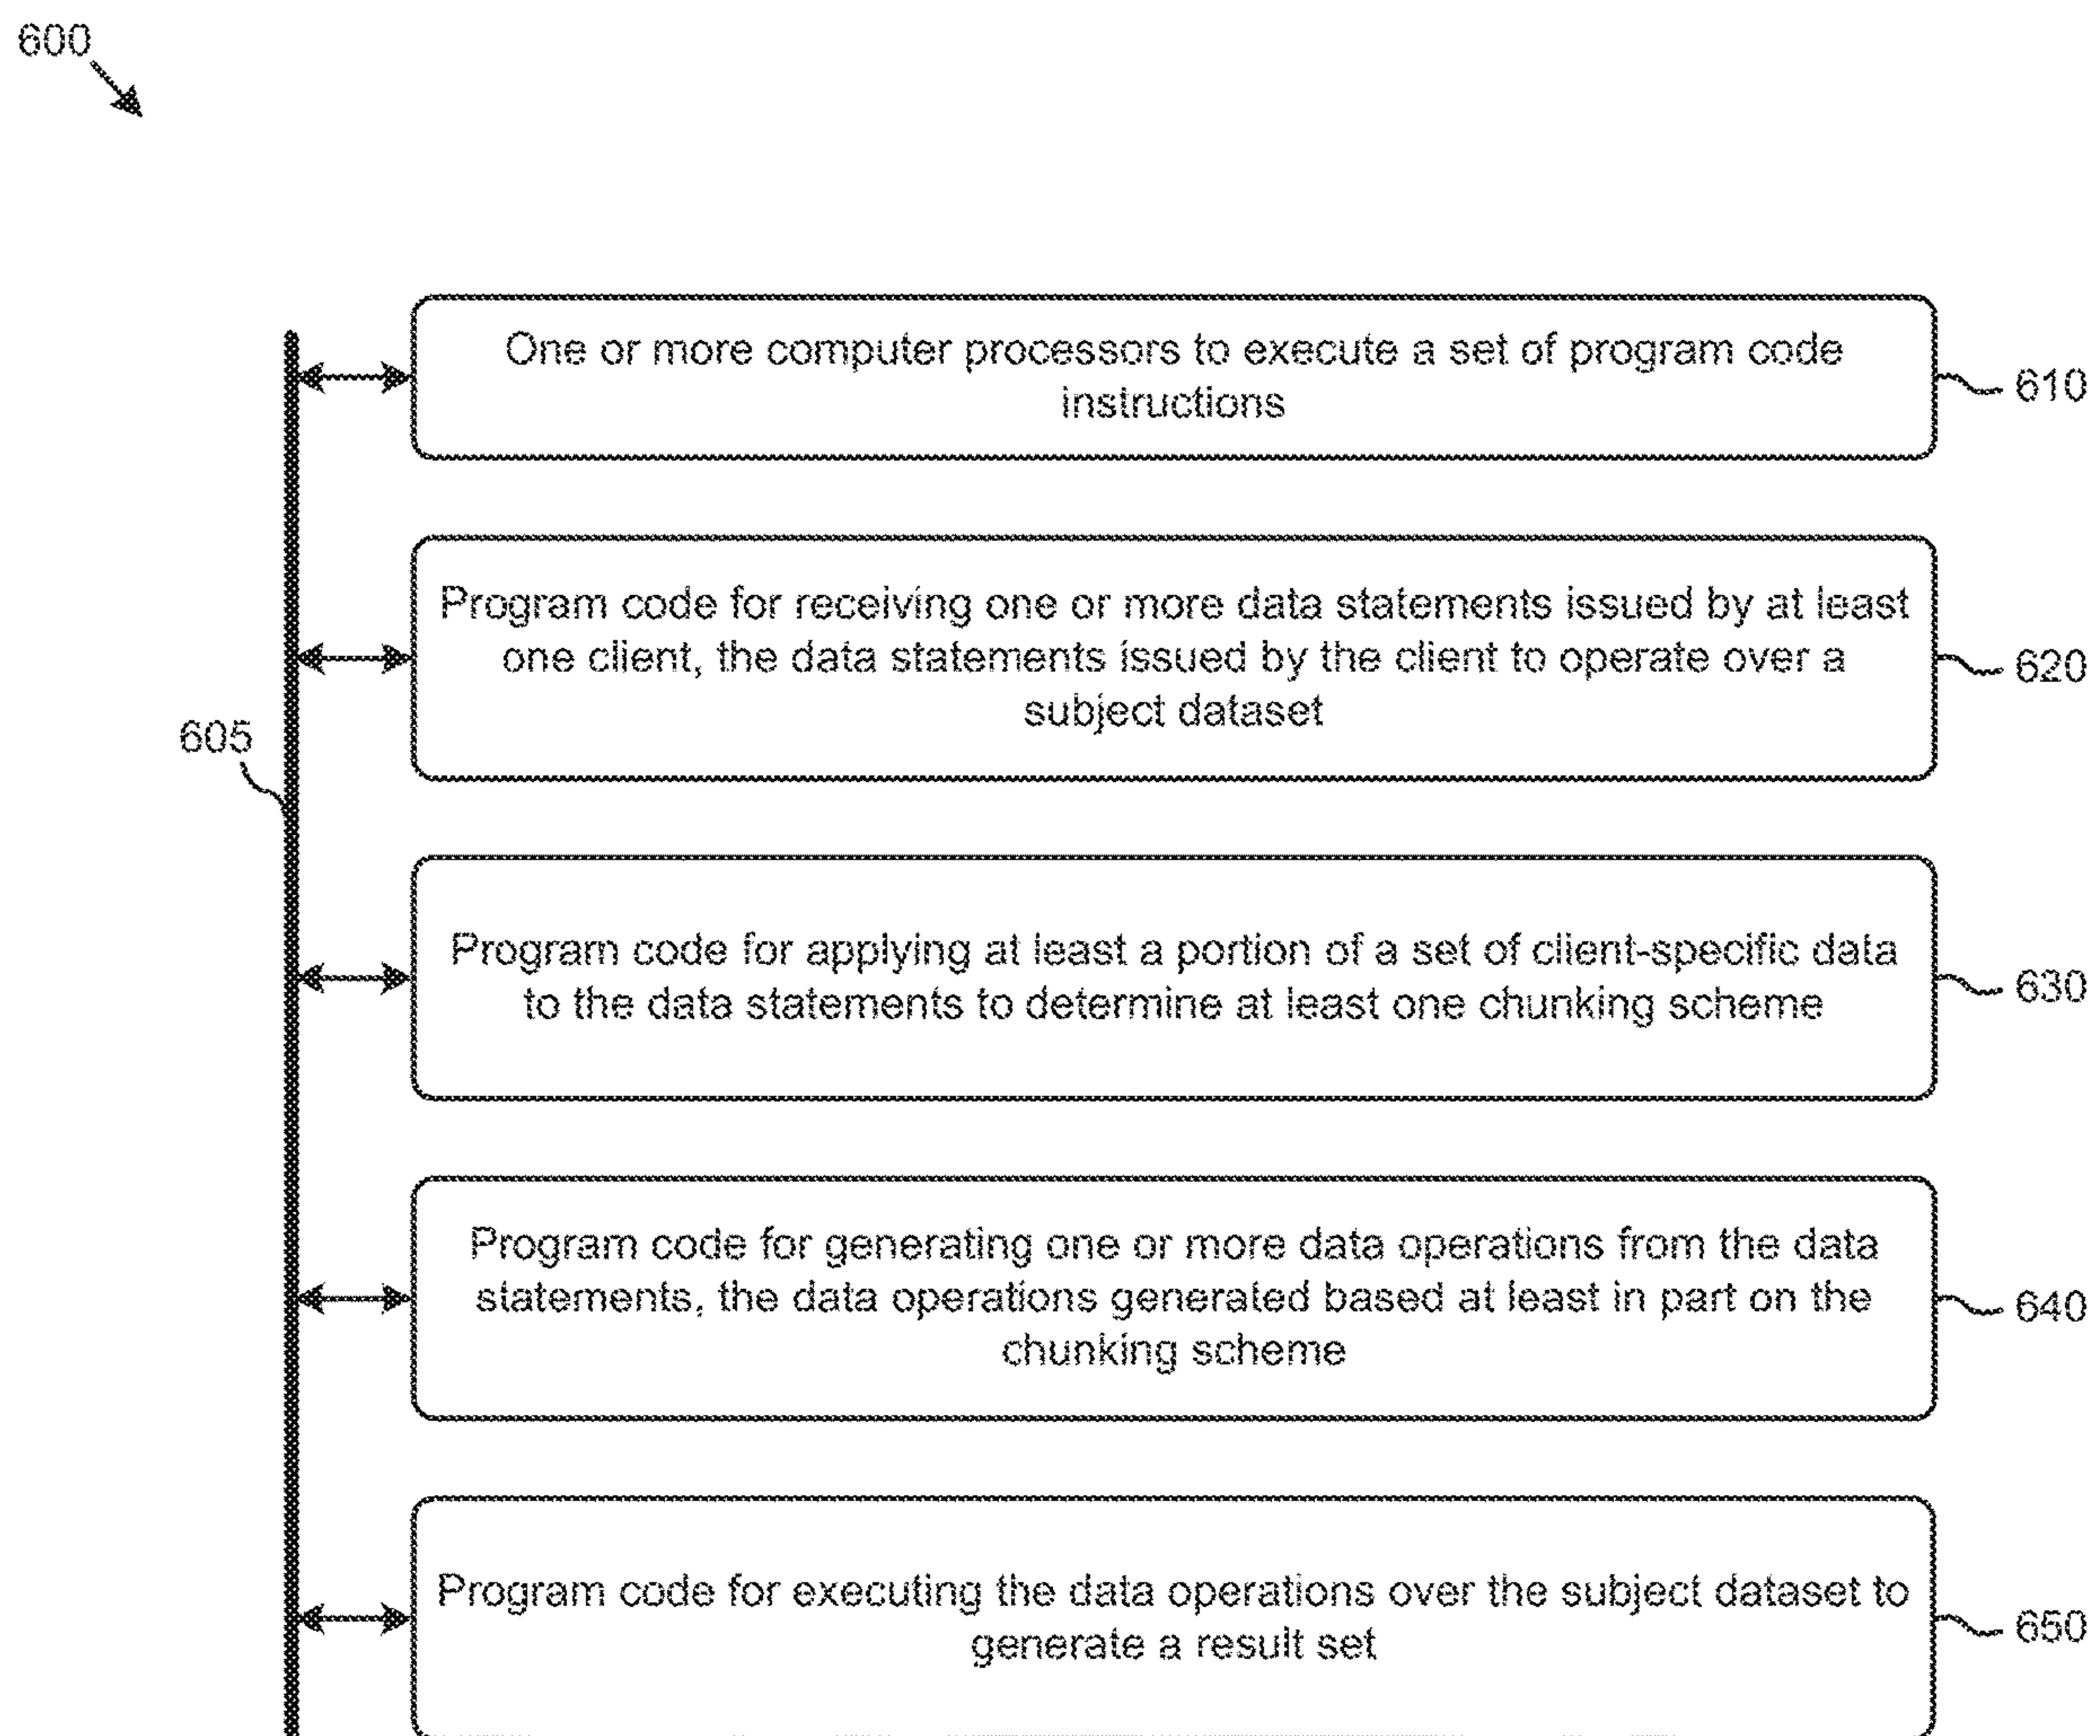 600
One or more computer processors to execute a set of program code
instructions
610
Program code for receiving one or more data statements issued by at least
one client, the data statements issued by the client to operate over a
subject dataset
620
605
Program code for applying at least a portion of a set of client-specific data
to the data statements to determine at least one chunking scheme
630
Program code for generating one or more data operations from the data
statements, the data operations generated based at least in part on the
chunking scheme
640
Program code for executing the data operations over the subject dataset to
generate a result set
650